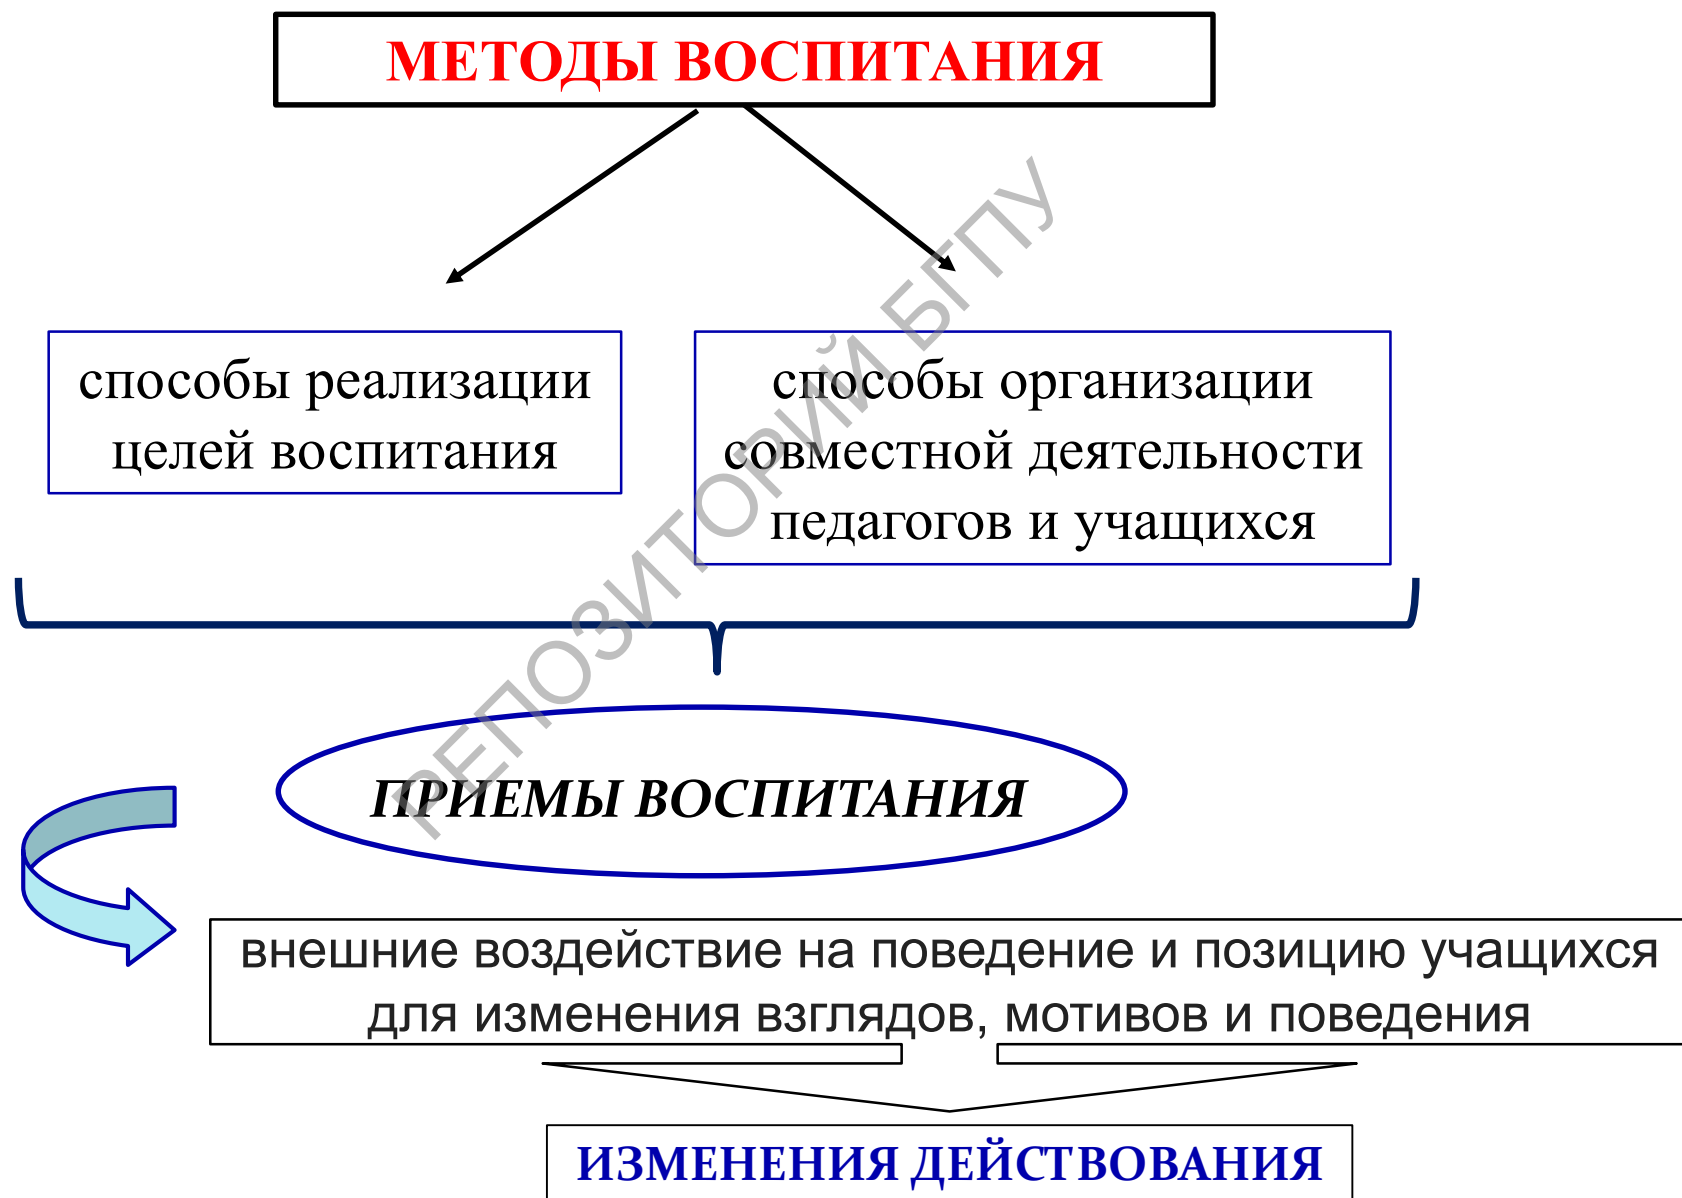 МЕТОДЫ ВОСПИТАНИЯ
способы реализации
целей воспитания
способы организации
совместной деятельности
педагогов и учащихся
РЕПОЗИТОРИЙ БГПУ
ПРИЕМЫ ВОСПИТАНИЯ
внешние воздействие на поведение и позицию учащихся
для изменения взглядов, мотивов и поведения
ИЗМЕНЕНИЯ ДЕЙСТВОВАНИЯ